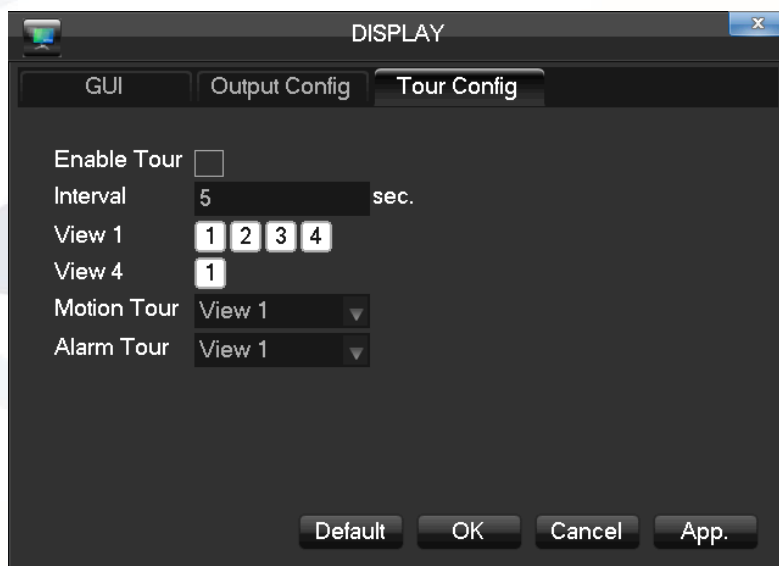 DISPLAY
x
GUI Output Config Tour Config
Enable Tour
Interval 5 sec.
View 1 1 2 3 4
View 4 1
Motion Tour View 1
Alarm Tour View 1
Default OK Cancel App.